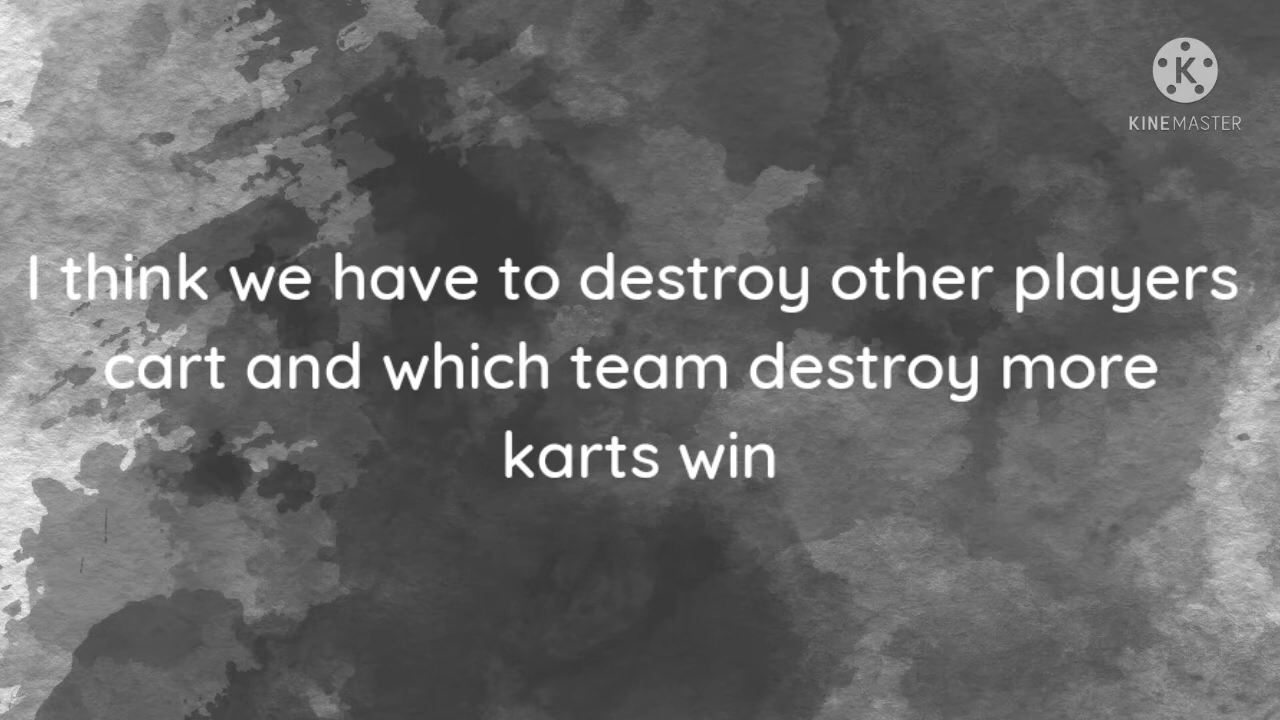 K
KINEMASTER
I think we have to destroy other players
cart and which team destroy more
karts win